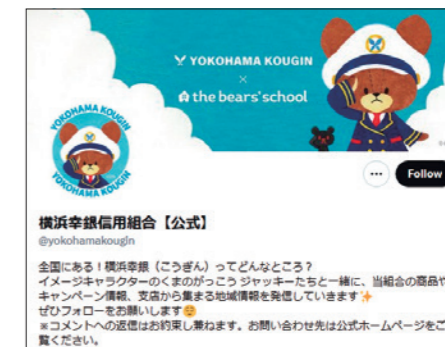 YOKOHAMA KOUGIN
×
the bears'school
YOKOHAMA KOUGIN
YOKOHAMA KOUGIN
Follow
横浜幸銀信用組合【公式】
@yokohamakougin
全国にある！横浜幸銀（こうぎん）ってどんなところ？
イメージキャラクターのくまのがっこう ジャッキーたちと一緒に、当組合の商品や
キャンペーン情報、支店から集まる地域情報を発信していきます✨
ぜひフォローをお願いします😊
※コメントへの返信はお約束し兼ねます。お問い合わせ先は公式ホームページをご
覧ください。